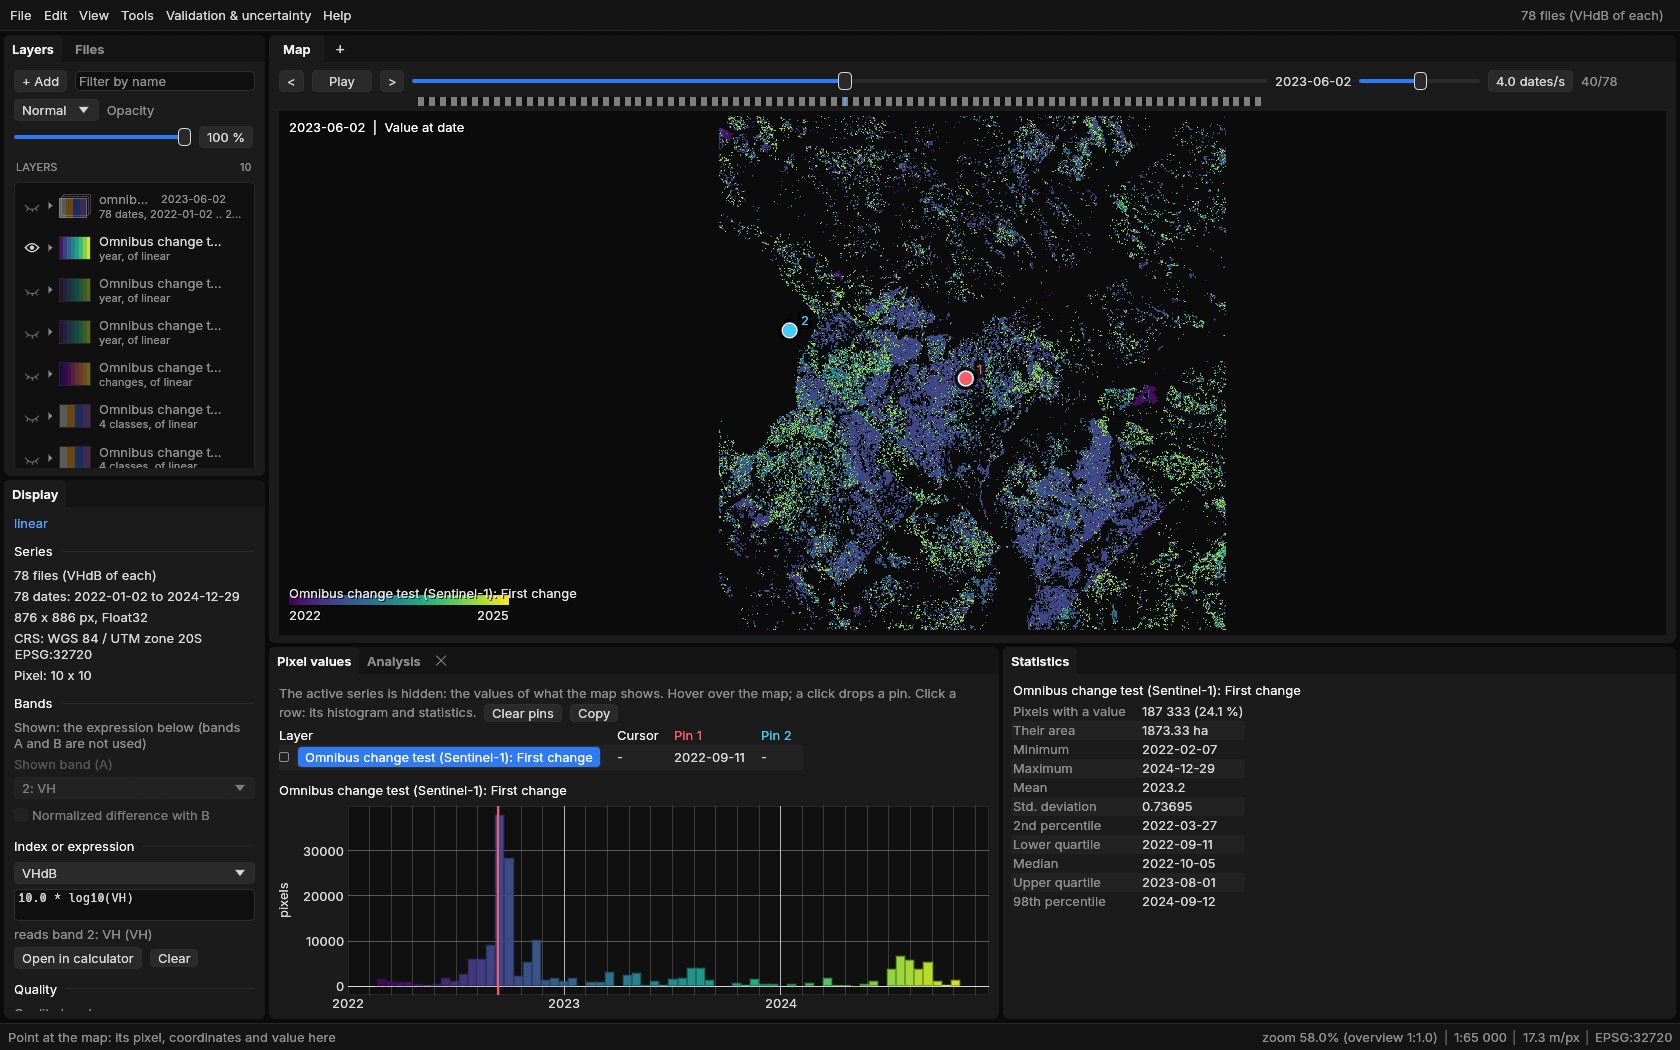 File Edit View Tools Validation & uncertainty Help
78 files (VHdB of each)
Layers Files
+ Add Filter by name
Normal Opacity
100 %
LAYERS 10
omnib... 2023-06-02
78 dates, 2022-01-02 .. 2...
Omnibus change t...
year, of linear
Omnibus change t...
year, of linear
Omnibus change t...
year, of linear
Omnibus change t...
changes, of linear
Omnibus change t...
4 classes, of linear
Omnibus change t...
4 classes, of linear
Display
linear
Series
78 files (VHdB of each)
78 dates: 2022-01-02 to 2024-12-29
876 x 886 px, Float32
CRS: WGS 84 / UTM zone 20S
EPSG:32720
Pixel: 10 x 10
Bands
Shown: the expression below (bands
A and B are not used)
Shown band (A)
2: VH
Normalized difference with B
Index or expression
VHdB
10.0 * log10(VH)
reads band 2: VH (VH)
Open in calculator Clear
Quality
Map +
< Play > 2023-06-02 4.0 dates/s 40/78
2023-06-02 | Value at date
2
1
Omnibus change test (Sentinel-1): First change
2022 2025
Pixel values Analysis
The active series is hidden: the values of what the map shows. Hover over the map; a click drops a pin. Click a
row: its histogram and statistics. Clear pins Copy
Layer Cursor Pin 1 Pin 2
Omnibus change test (Sentinel-1): First change - 2022-09-11 -
Omnibus change test (Sentinel-1): First change
pixels
30000
20000
10000
0
2022 2023 2024
Statistics
Omnibus change test (Sentinel-1): First change
Pixels with a value 187 333 (24.1 %)
Their area 1873.33 ha
Minimum 2022-02-07
Maximum 2024-12-29
Mean 2023.2
Std. deviation 0.73695
2nd percentile 2022-03-27
Lower quartile 2022-09-11
Median 2022-10-05
Upper quartile 2023-08-01
98th percentile 2024-09-12
Point at the map: its pixel, coordinates and value here
zoom 58.0% (overview 1:1.0) | 1:65 000 | 17.3 m/px | EPSG:32720